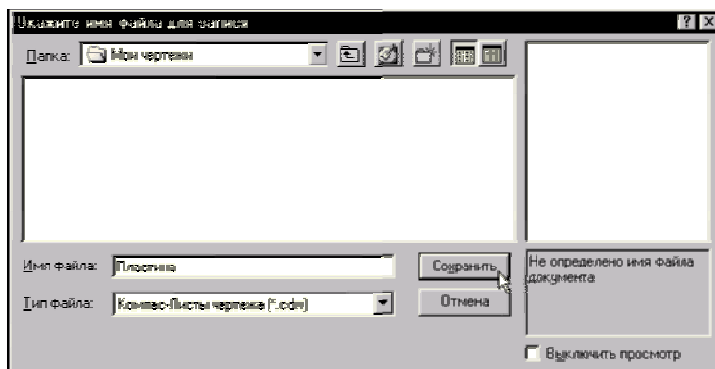 Укажите имя файла для записи
Папка: Мои чертежи
Имя файла: Пластина Сохранить
Не определено имя файла документа
Тип файла: Компас-Листы чертежа (*.cdw) Отмена
Выключить просмотр